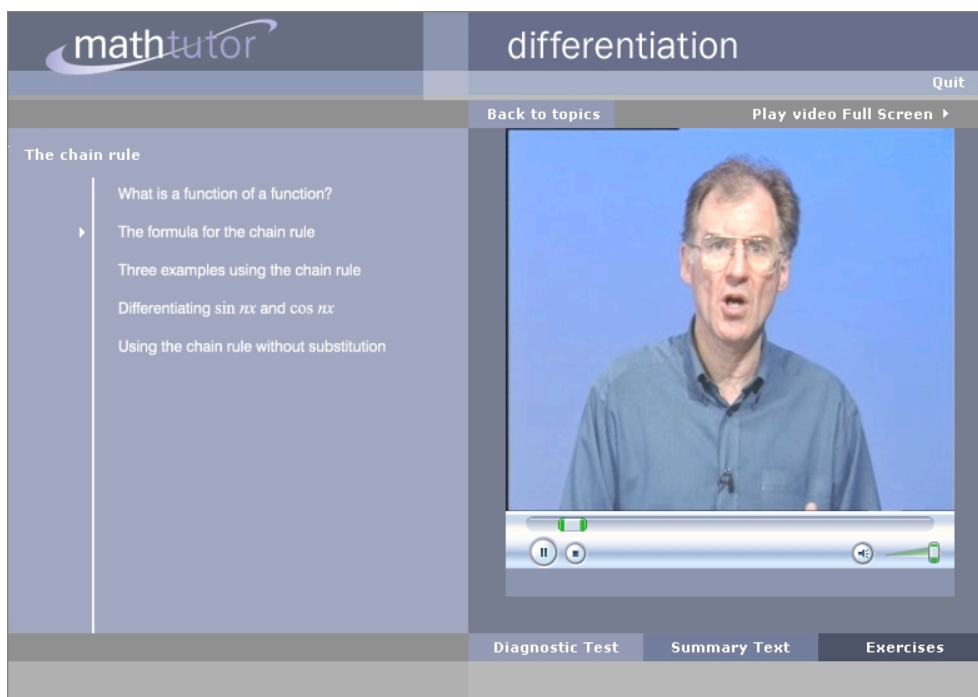 mathtutor
differentiation
Quit
Back to topics
Play video Full Screen
The chain rule
What is a function of a function?
The formula for the chain rule
Three examples using the chain rule
Differentiating sin nx and cos nx
Using the chain rule without substitution
Diagnostic Test
Summary Text
Exercises